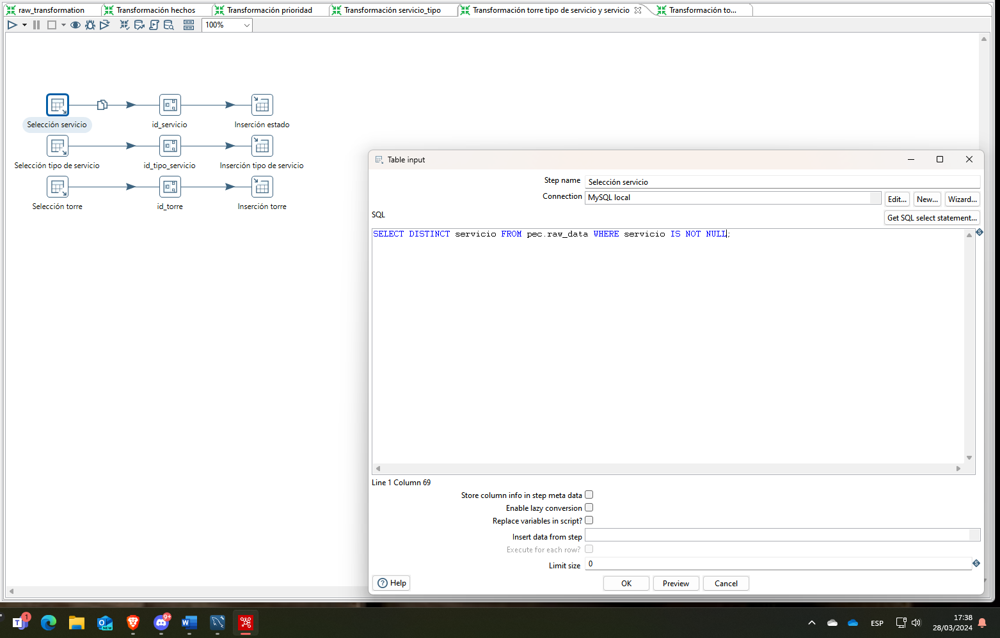 raw_transformation
Transformación hechos
Transformación prioridad
Transformación servicio_tipo
Transformación torre tipo de servicio y servicio
Transformación to...
100%
Selección servicio
id_servicio
Inserción estado
Selección tipo de servicio
id_tipo_servicio
Inserción tipo de servicio
Selección torre
id_torre
Inserción torre
Table input
Step name Selección servicio
Connection MySQL local
Edit... New... Wizard...
SQL
Get SQL select statement...
SELECT DISTINCT servicio FROM pec.raw_data WHERE servicio IS NOT NULL;
Line 1 Column 69
Store column info in step meta data
Enable lazy conversion
Replace variables in script?
Insert data from step
Execute for each row?
Limit size 0
Help
OK
Preview
Cancel
1
NEW
9+
ESP
17:38
28/03/2024